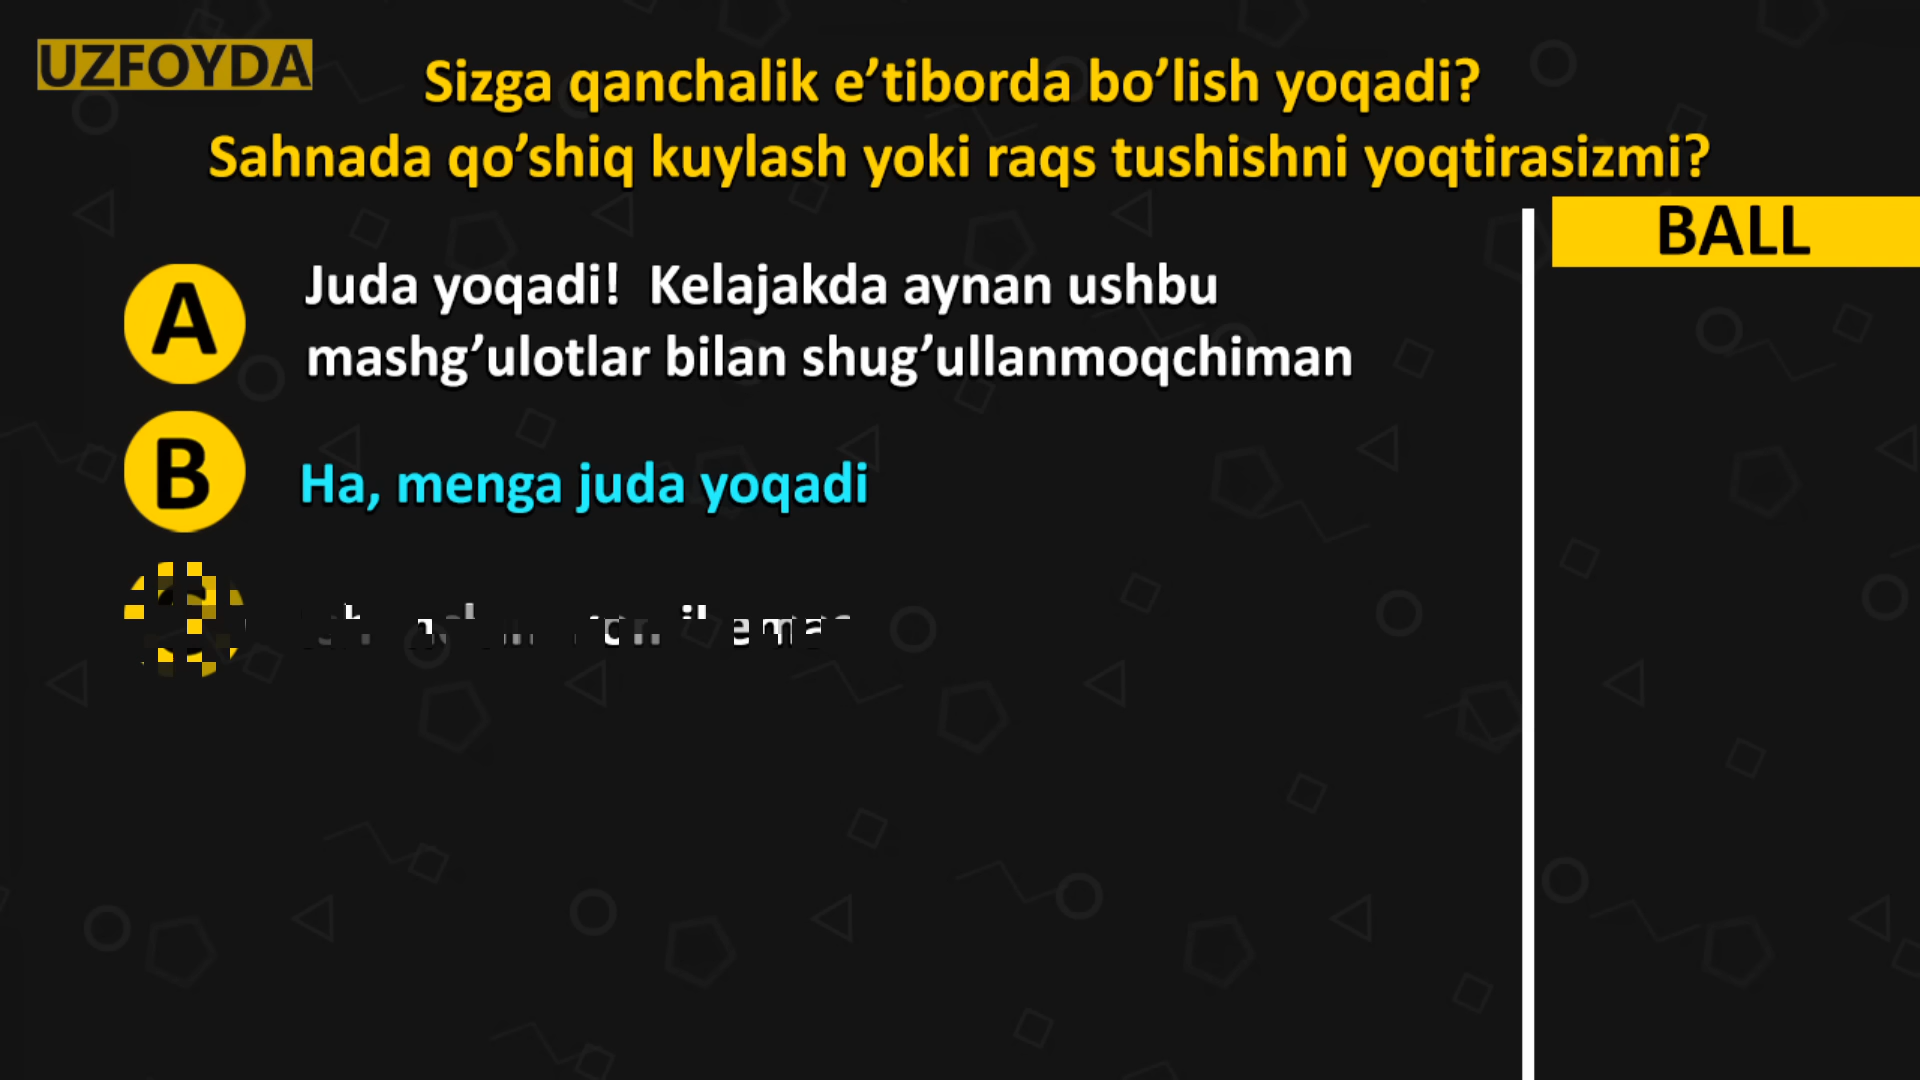 UZFOYDA
Sizga qanchalik e’tiborda bo’lish yoqadi?
Sahnada qo’shiq kuylash yoki raqs tushishni yoqtirasizmi?
BALL
A
Juda yoqadi! Kelajakda aynan ushbu
mashg’ulotlar bilan shug’ullanmoqchiman
B
Ha, menga juda yoqadi